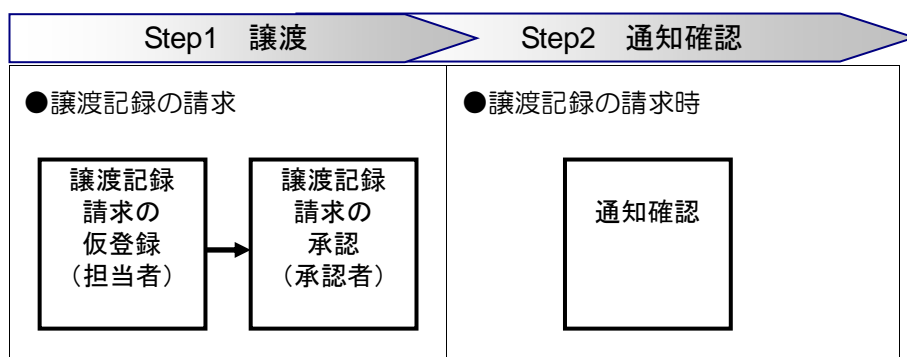 Step1 譲渡
Step2 通知確認
●譲渡記録の請求
●譲渡記録の請求時
譲渡記録
請求の
仮登録
（担当者）
譲渡記録
請求の
承認
（承認者）
通知確認